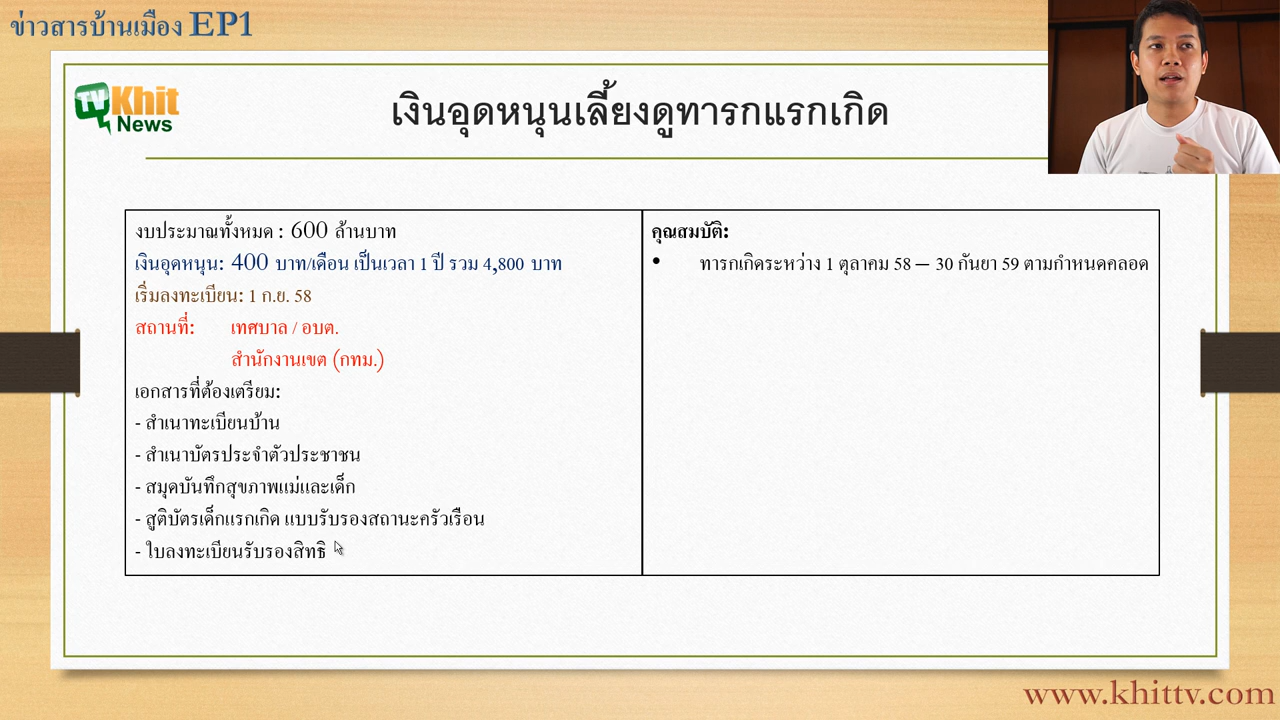 ข่าวสารบ้านเมือง EP1
TV Khit
News
เงินอุดหนุนเลี้ยงดูทารกแรกเกิด
งบประมาณทั้งหมด : 600 ล้านบาท
เงินอุดหนุน: 400 บาท/เดือน เป็นเวลา 1 ปี รวม 4,800 บาท
เริ่มลงทะเบียน: 1 ก.ย. 58
สถานที่: เทศบาล / อบต.
สำนักงานเขต (กทม.)
เอกสารที่ต้องเตรียม:
- สำเนาทะเบียนบ้าน
- สำเนาบัตรประจำตัวประชาชน
- สมุดบันทึกสุขภาพแม่และเด็ก
- สูติบัตรเด็กแรกเกิด แบบรับรองสถานะครัวเรือน
- ใบลงทะเบียนรับรองสิทธิ
คุณสมบัติ:
• ทารกเกิดระหว่าง 1 ตุลาคม 58 – 30 กันยา 59 ตามกำหนดคลอด
www.khittv.com